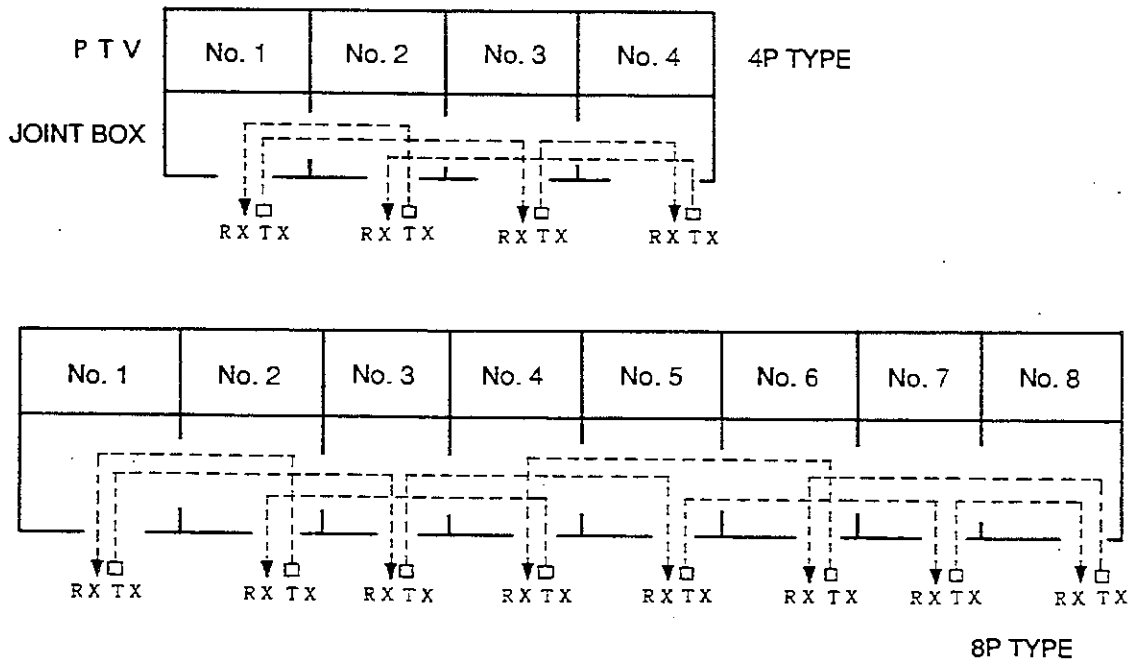 P T V No. 1 No. 2 No. 3 No. 4 4P TYPE
JOINT BOX
RX TX RX TX RX TX RX TX
No. 1 No. 2 No. 3 No. 4 No. 5 No. 6 No. 7 No. 8
RX TX RX TX RX TX RX TX RX TX RX TX RX TX RX TX
8P TYPE